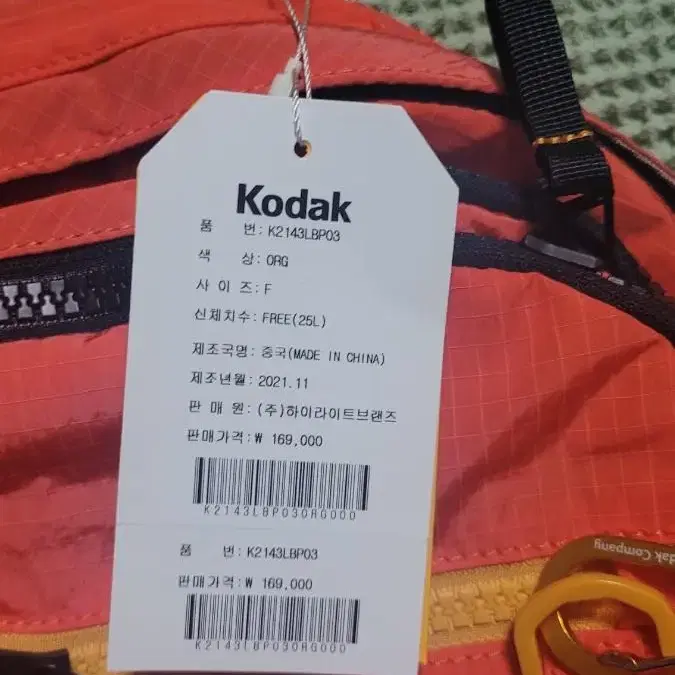 Kodak
품 번: K2143LBP03
색 상: ORG
사 이 즈: F
신체치수: FREE(25L)
제조국명: 중국(MADE IN CHINA)
제조년월: 2021.11
판 매 원: (주)하이라이트브랜즈
판매가격: ₩ 169,000
K2143LBP03ORG000
품 번: K2143LBP03
판매가격: ₩ 169,000
K2143LBP03ORG000
dak Company